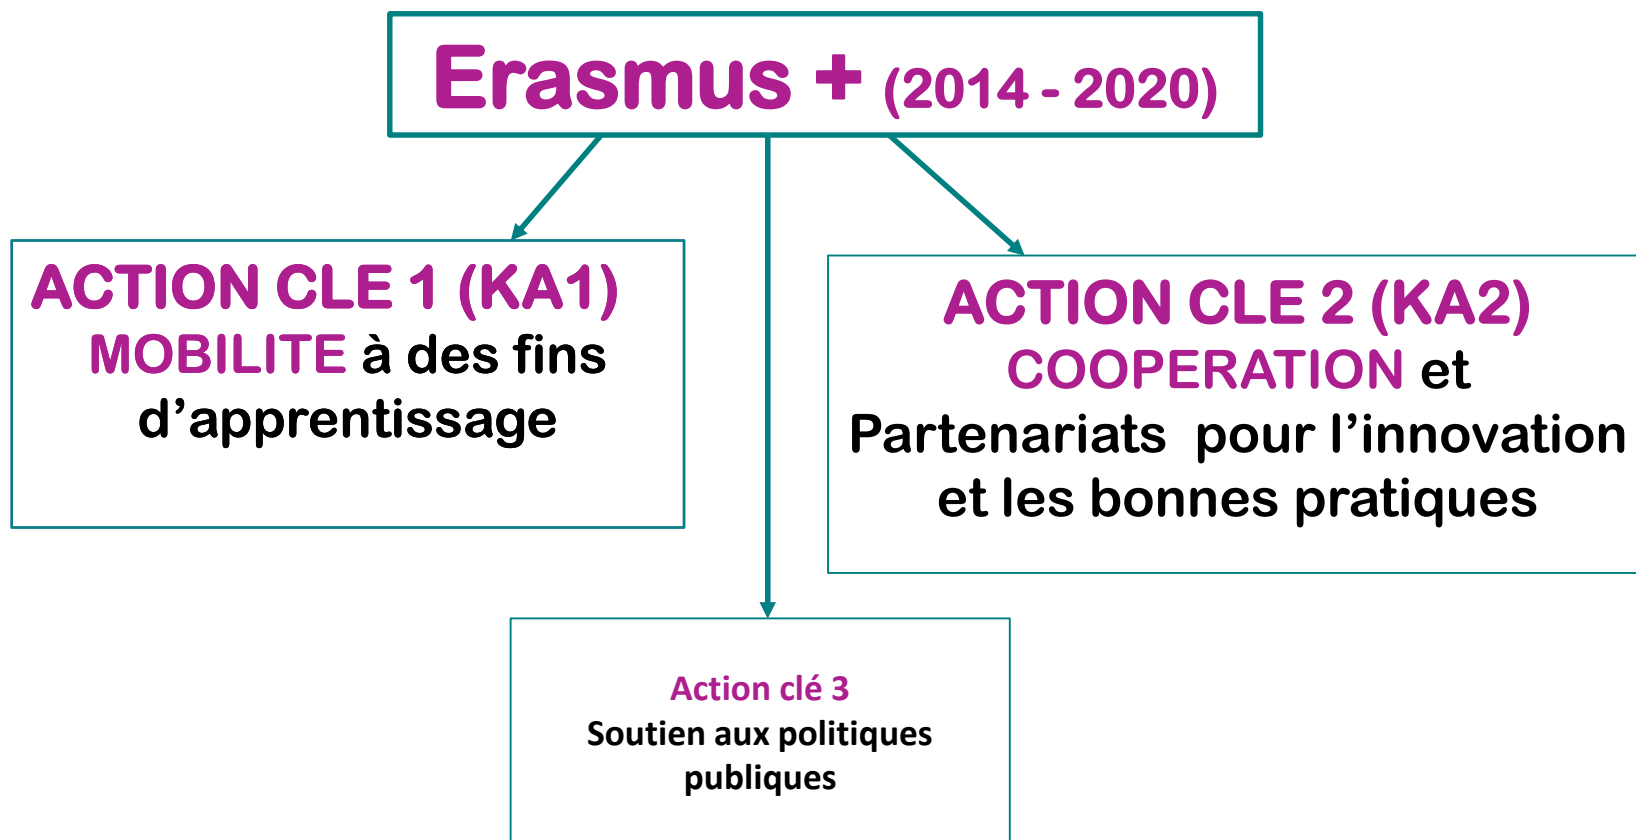 Erasmus + (2014 - 2020)
ACTION CLE 1 (KA1)
MOBILITE à des fins
d’apprentissage
ACTION CLE 2 (KA2)
COOPERATION et
Partenariats pour l’innovation
et les bonnes pratiques
Action clé 3
Soutien aux politiques
publiques